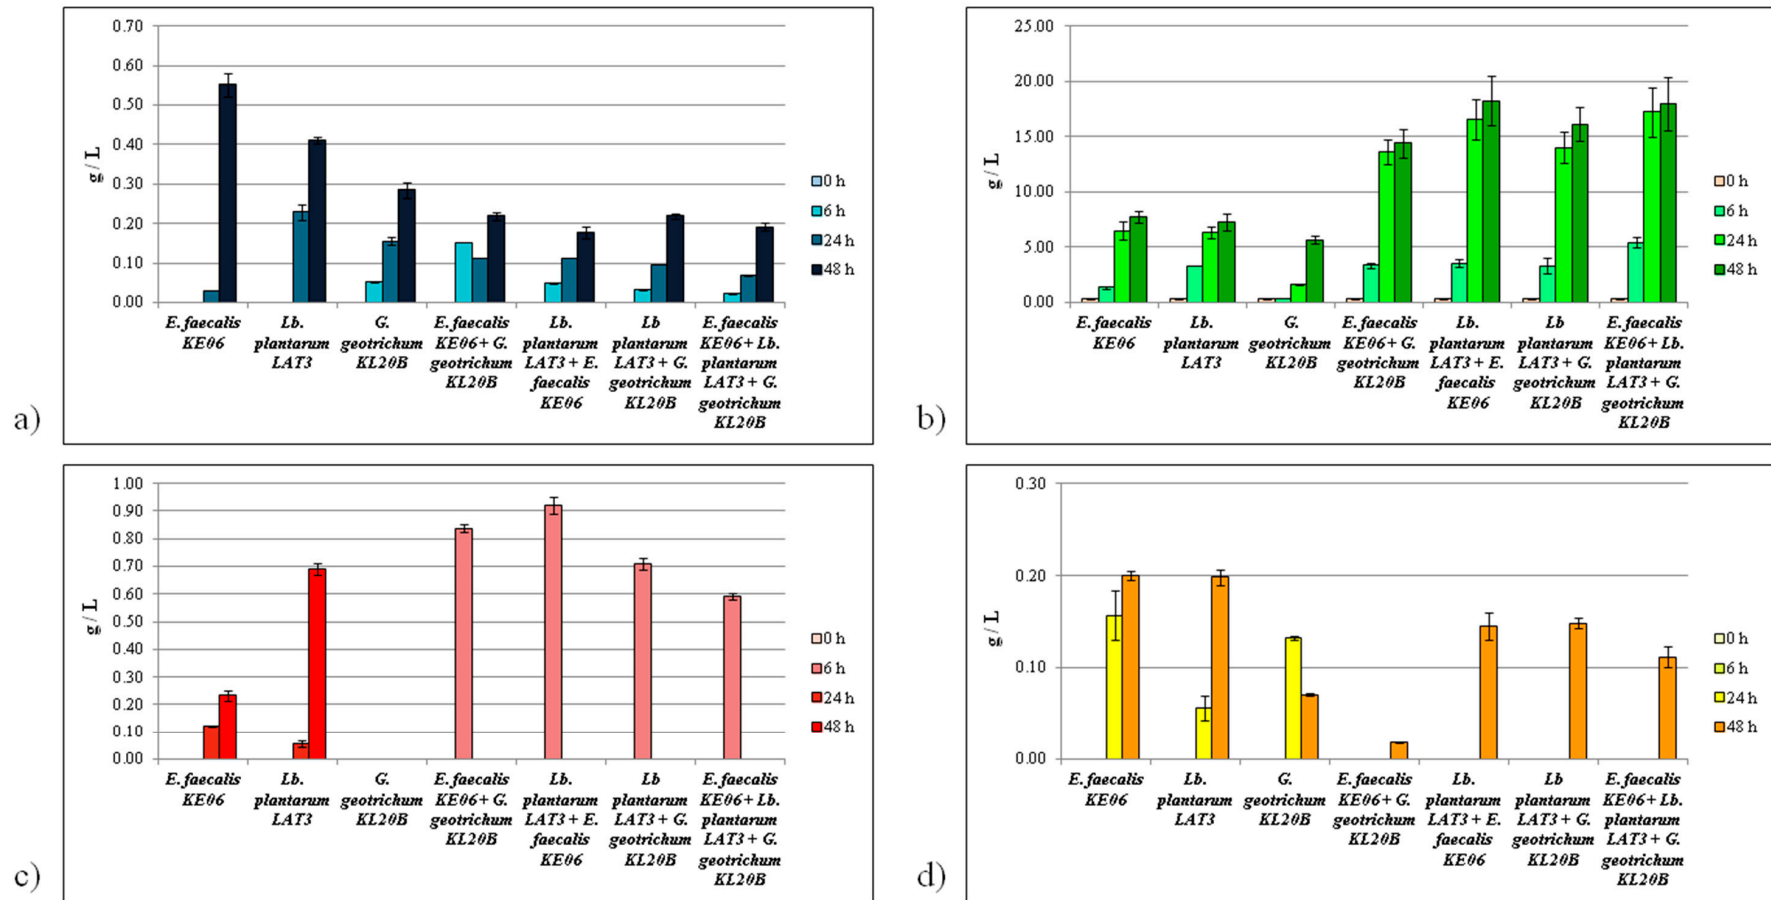 0.70
0.60
0.50
0.40
0.30
0.20
0.10
0.00
g / L
E. faecalis KE06
Lb. plantarum LAT3
G. geotrichum KL20B
E. faecalis KE06 + G. geotrichum KL20B
Lb. plantarum LAT3 + E. faecalis KE06
Lb plantarum LAT3 + G. geotrichum KL20B
E. faecalis KE06 + Lb. plantarum LAT3 + G. geotrichum KL20B
0 h
6 h
24 h
48 h
a)
25.00
20.00
15.00
10.00
5.00
0.00
g / L
E. faecalis KE06
Lb. plantarum LAT3
G. geotrichum KL20B
E. faecalis KE06 + G. geotrichum KL20B
Lb. plantarum LAT3 + E. faecalis KE06
Lb plantarum LAT3 + G. geotrichum KL20B
E. faecalis KE06 + Lb. plantarum LAT3 + G. geotrichum KL20B
0 h
6 h
24 h
48 h
b)
1.00
0.90
0.80
0.70
0.60
0.50
0.40
0.30
0.20
0.10
0.00
g / L
E. faecalis KE06
Lb. plantarum LAT3
G. geotrichum KL20B
E. faecalis KE06 + G. geotrichum KL20B
Lb. plantarum LAT3 + E. faecalis KE06
Lb plantarum LAT3 + G. geotrichum KL20B
E. faecalis KE06 + Lb. plantarum LAT3 + G. geotrichum KL20B
0 h
6 h
24 h
48 h
c)
0.30
0.20
0.10
0.00
g / L
E. faecalis KE06
Lb. plantarum LAT3
G. geotrichum KL20B
E. faecalis KE06 + G. geotrichum KL20B
Lb. plantarum LAT3 + E. faecalis KE06
Lb plantarum LAT3 + G. geotrichum KL20B
E. faecalis KE06 + Lb. plantarum LAT3 + G. geotrichum KL20B
0 h
6 h
24 h
48 h
d)